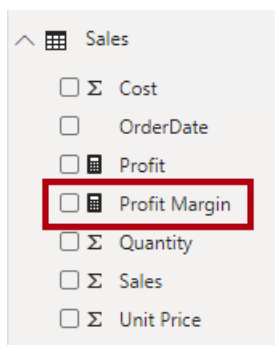 Sales
Cost
OrderDate
Profit
Profit Margin
Quantity
Sales
Unit Price